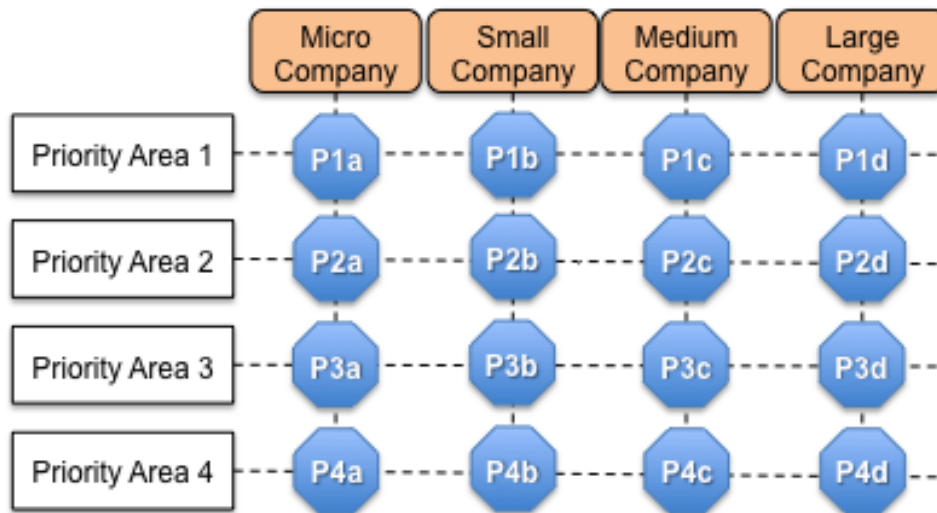 Micro
Company
Small
Company
Medium
Company
Large
Company
Priority Area 1
P1a
P1b
P1c
P1d
Priority Area 2
P2a
P2b
P2c
P2d
Priority Area 3
P3a
P3b
P3c
P3d
Priority Area 4
P4a
P4b
P4c
P4d